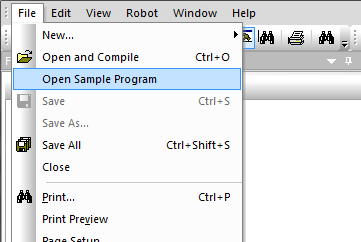 File Edit View Robot Window Help
New...
Open and Compile Ctrl+O
Open Sample Program
Save Ctrl+S
Save As...
Save All Ctrl+Shift+S
Close
Print... Ctrl+P
Print Preview
Page Setup